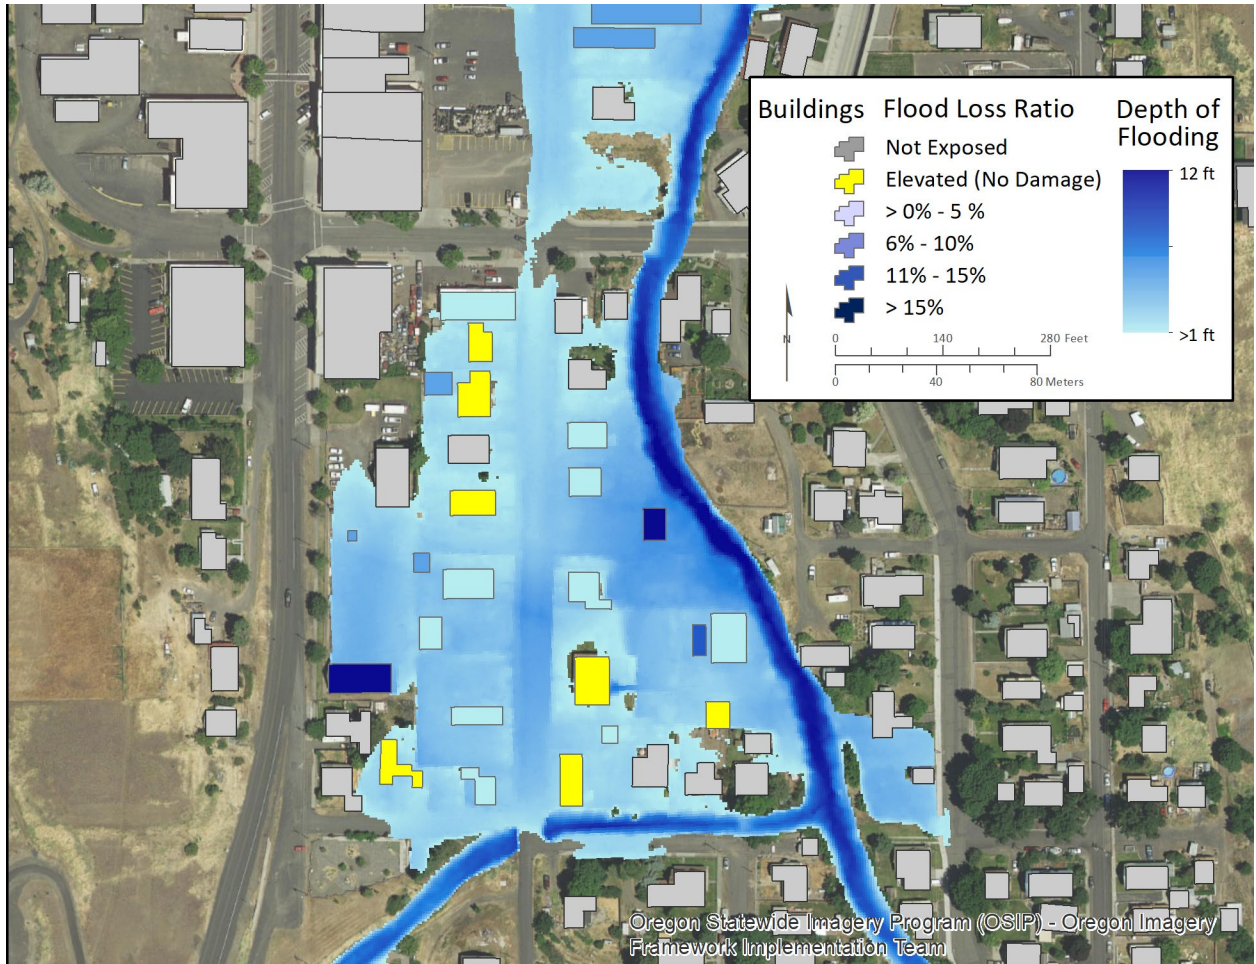 Buildings Flood Loss Ratio
Depth of
Flooding
Not Exposed
Elevated (No Damage)
> 0% - 5 %
6% - 10%
11% - 15%
> 15%
12 ft
>1 ft
N
0 140 280 Feet
0 40 80 Meters
Oregon Statewide Imagery Program (OSIP) - Oregon Imagery
Framework Implementation Team